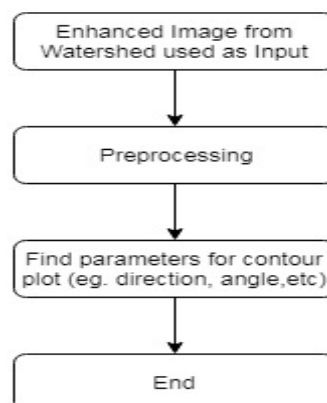 Enhanced Image from
Watershed used as Input
Preprocessing
Find parameters for contour
plot (eg. direction, angle,etc)
End